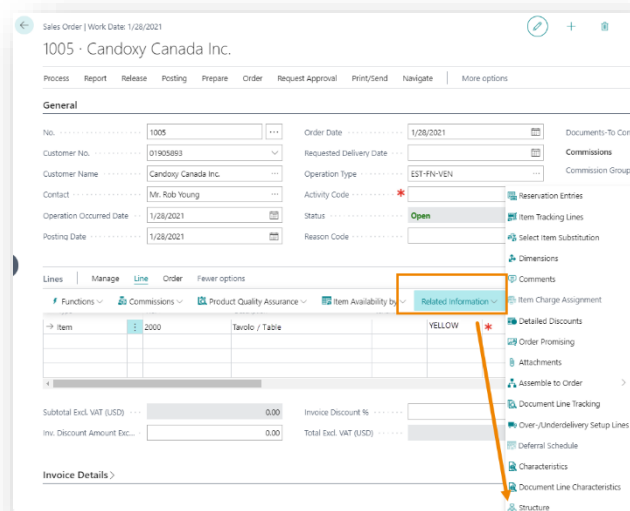 Sales Order | Work Date: 1/28/2021
1005 · Candoxy Canada Inc.
Process Report Release Posting Prepare Order Request Approval Print/Send Navigate More options
General
No. 1005 Order Date 1/28/2021 Documents-To Con
Customer No. 01905893 Requested Delivery Date Commissions
Customer Name Candoxy Canada Inc. Operation Type EST-FN-VEN Commission Group
Contact Mr. Rob Young Activity Code *
Operation Occurred Date 1/28/2021 Status Open
Posting Date 1/28/2021 Reason Code
Lines Manage Line Order Fewer options
Functions Commissions Product Quality Assurance Item Availability by Related Information
Item 2000 Tavolo / Table YELLOW *
Subtotal Excl. VAT (USD) 0.00 Invoice Discount %
Inv. Discount Amount Exc... 0.00 Total Excl. VAT (USD)
Invoice Details
Reservation Entries
Item Tracking Lines
Select Item Substitution
Dimensions
Comments
Item Charge Assignment
Detailed Discounts
Order Promising
Attachments
Assemble to Order
Document Line Tracking
Over-/Underdelivery Setup Lines
Deferral Schedule
Characteristics
Document Line Characteristics
Structure